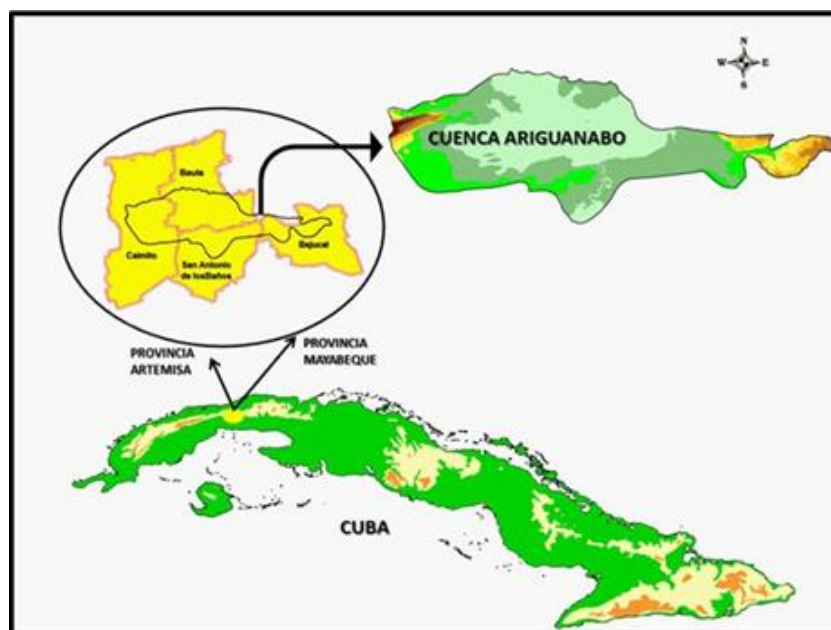 N
W E
S
CUENCA ARIGUANABO
Bauta
Caimito
San Antonio
de losBaños
Bejucal
PROVINCIA
ARTEMISA
PROVINCIA
MAYABEQUE
CUBA